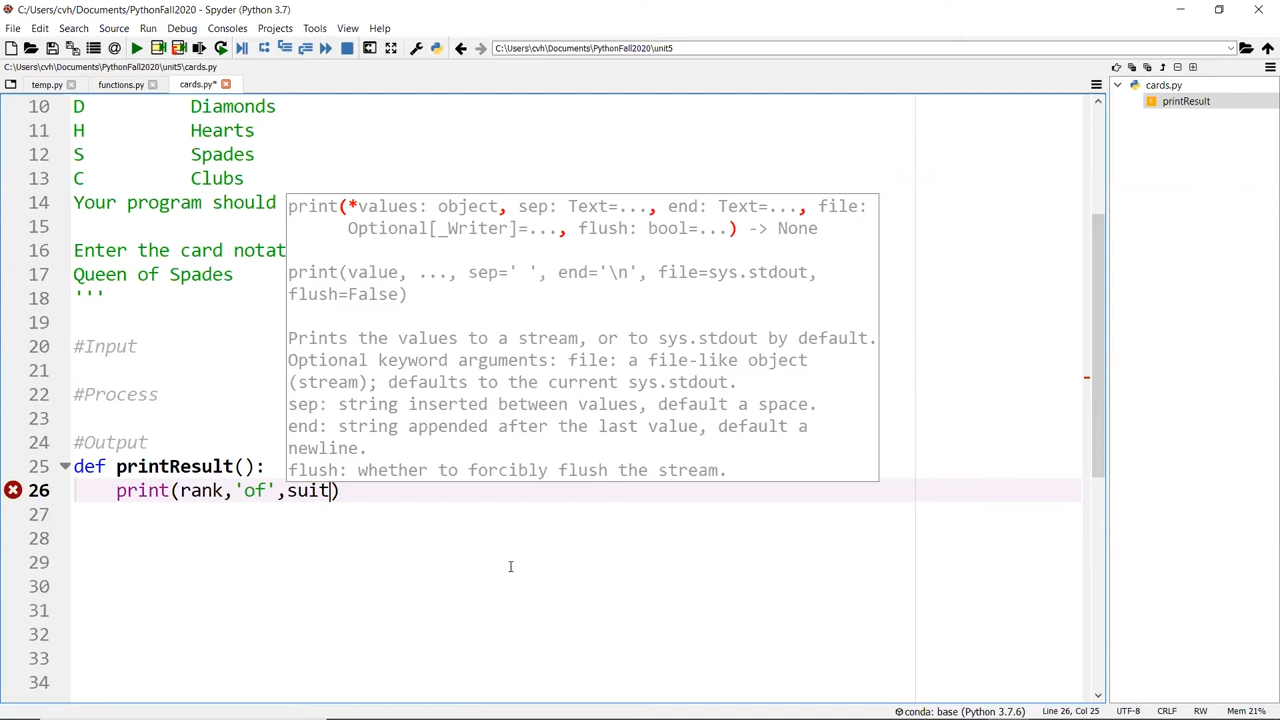 C:/Users/cvh/Documents/PythonFall2020 - Spyder (Python 3.7)
File Edit Search Source Run Debug Consoles Projects Tools View Help
C:\Users\cvh\Documents\PythonFall2020\unit5
C:\Users\cvh\Documents\PythonFall2020\unit5\cards.py
temp.py functions.py cards.py*
cards.py
printResult
10 D Diamonds
11 H Hearts
12 S Spades
13 C Clubs
14 Your program should
15
16 Enter the card notat
17 Queen of Spades
18 '''
19
20 #Input
21
22 #Process
23
24 #Output
25 def printResult():
26 print(rank,'of',suit)
27
28
29
30
31
32
33
34
print(*values: object, sep: Text=..., end: Text=..., file:
Optional[_Writer]=..., flush: bool=...) -> None
print(value, ..., sep=' ', end='\n', file=sys.stdout,
flush=False)
Prints the values to a stream, or to sys.stdout by default.
Optional keyword arguments: file: a file-like object
(stream); defaults to the current sys.stdout.
sep: string inserted between values, default a space.
end: string appended after the last value, default a
newline.
flush: whether to forcibly flush the stream.
conda: base (Python 3.7.6) Line 26, Col 25 UTF-8 CRLF RW Mem 21%